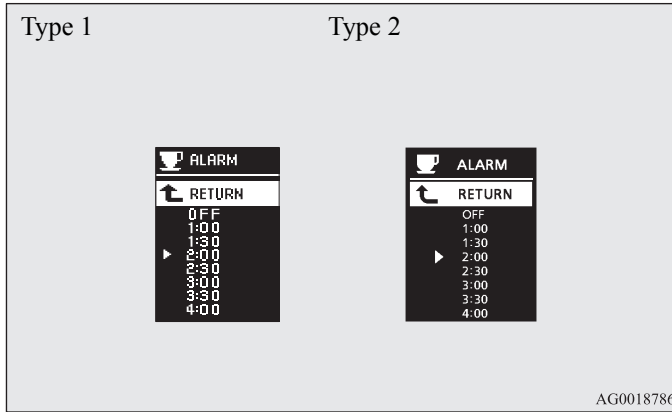 Type 1
Type 2
ALARM
RETURN
OFF
1:00
1:30
2:00
2:30
3:00
3:30
4:00
ALARM
RETURN
OFF
1:00
1:30
2:00
2:30
3:00
3:30
4:00
AG0018786